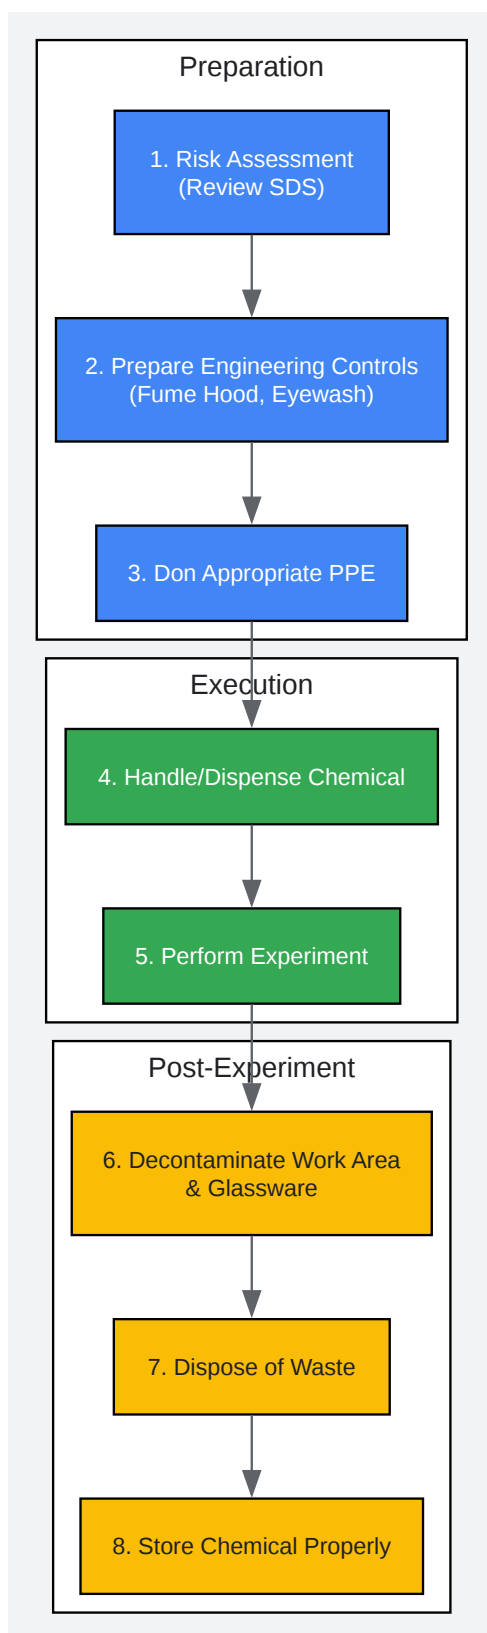 Preparation
1. Risk Assessment
(Review SDS)
2. Prepare Engineering Controls
(Fume Hood, Eyewash)
3. Don Appropriate PPE
Execution
4. Handle/Dispense Chemical
5. Perform Experiment
Post-Experiment
6. Decontaminate Work Area
& Glassware
7. Dispose of Waste
8. Store Chemical Properly